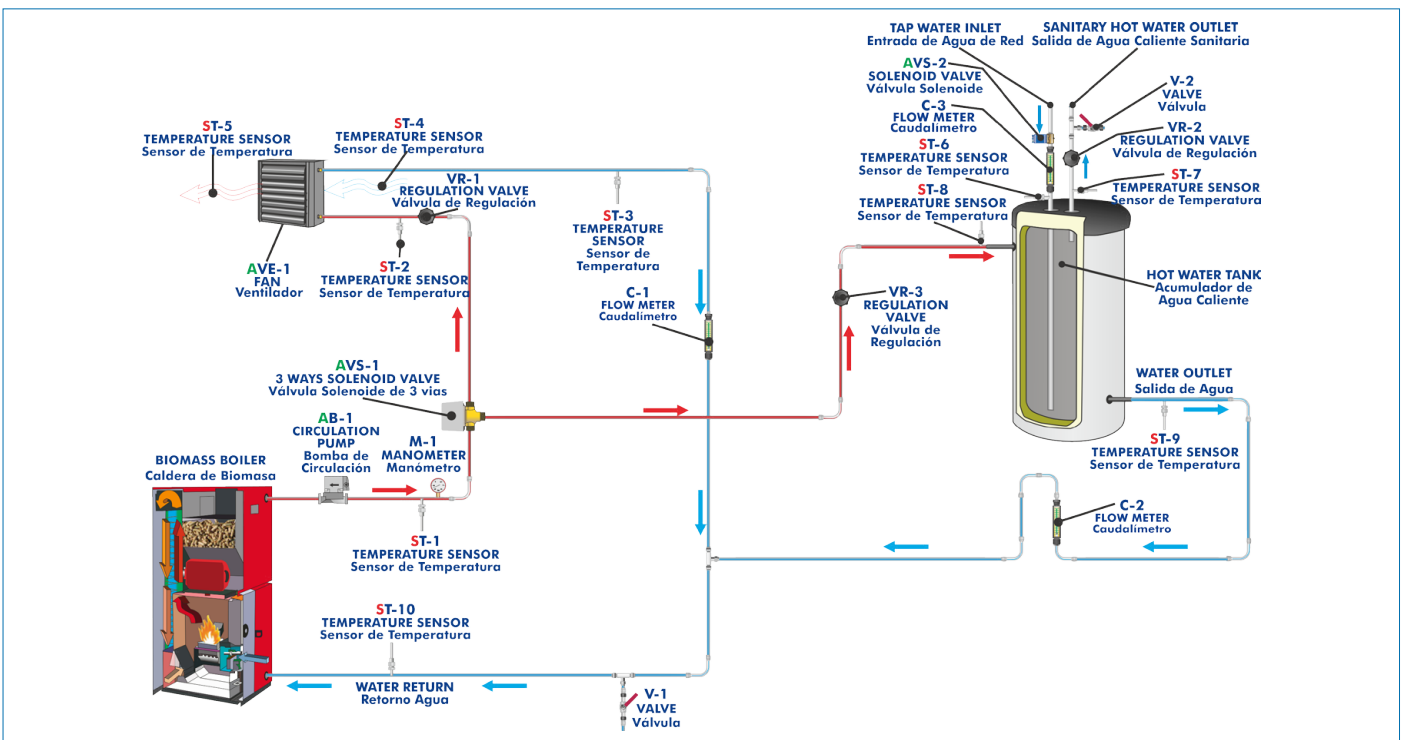 TAP WATER INLET
Entrada de Agua de Red
SANITARY HOT WATER OUTLET
Salida de Agua Caliente Sanitaria
AVS-2
SOLENOID VALVE
Válvula Solenoide
V-2
VALVE
Válvula
C-3
FLOW METER
Caudalímetro
ST-5
TEMPERATURE SENSOR
Sensor de Temperatura
ST-4
TEMPERATURE SENSOR
Sensor de Temperatura
VR-2
REGULATION VALVE
Válvula de Regulación
ST-6
TEMPERATURE SENSOR
Sensor de Temperatura
VR-1
REGULATION VALVE
Válvula de Regulación
ST-7
TEMPERATURE SENSOR
Sensor de Temperatura
ST-8
TEMPERATURE SENSOR
Sensor de Temperatura
ST-3
TEMPERATURE
SENSOR
Sensor de
Temperatura
AVE-1
FAN
Ventilador
ST-2
TEMPERATURE SENSOR
Sensor de Temperatura
HOT WATER TANK
Acumulador de
Agua Caliente
C-1
FLOW METER
Caudalímetro
VR-3
REGULATION
VALVE
Válvula de
Regulación
AVS-1
3 WAYS SOLENOID VALVE
Válvula Solenoide de 3 vias
WATER OUTLET
Salida de Agua
AB-1
CIRCULATION
PUMP
Bomba de
Circulación
M-1
MANOMETER
Manómetro
ST-9
TEMPERATURE SENSOR
Sensor de Temperatura
BIOMASS BOILER
Caldera de Biomasa
C-2
FLOW METER
Caudalímetro
ST-1
TEMPERATURE SENSOR
Sensor de Temperatura
ST-10
TEMPERATURE SENSOR
Sensor de Temperatura
WATER RETURN
Retorno Agua
V-1
VALVE
Válvula